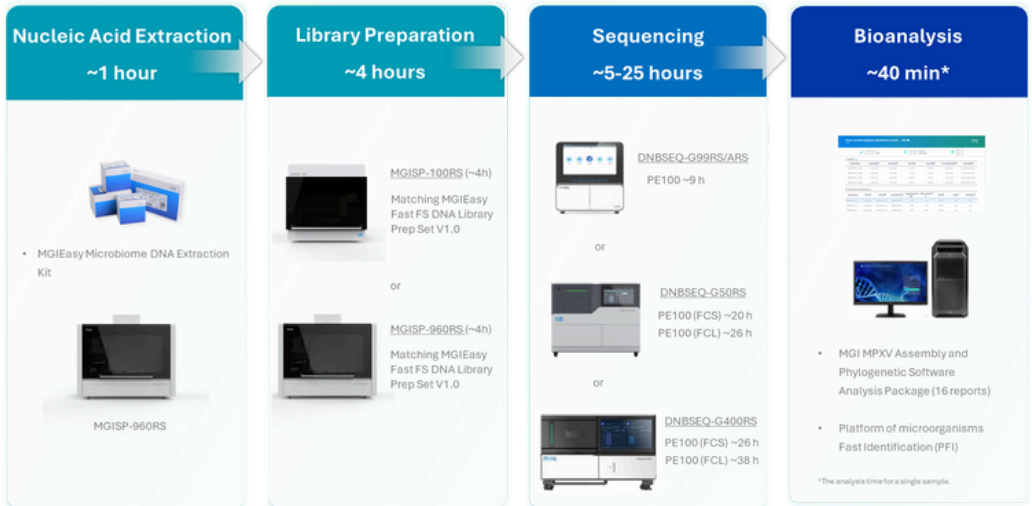 Nucleic Acid Extraction
~1 hour
• MGIEasy Microbiome DNA Extraction
Kit
MGISP-960RS
Library Preparation
~4 hours
MGISP-100RS (~4h)
Matching MGIEasy
Fast FS DNA Library
Prep Set V1.0
or
MGISP-960RS (~4h)
Matching MGIEasy
Fast FS DNA Library
Prep Set V1.0
Sequencing
~5-25 hours
DNBSEQ-G99RS/ARS
PE100 ~9 h
or
DNBSEQ-G50RS
PE100 (FCS) ~20 h
PE100 (FCL) ~26 h
or
DNBSEQ-G400RS
PE100 (FCS) ~26 h
PE100 (FCL) ~38 h
Bioanalysis
~40 min*
• MGI MPXV Assembly and
Phylogenetic Software
Analysis Package (16 reports)
• Platform of microorganisms
Fast Identification (PFI)
*The analysis time for a single sample.